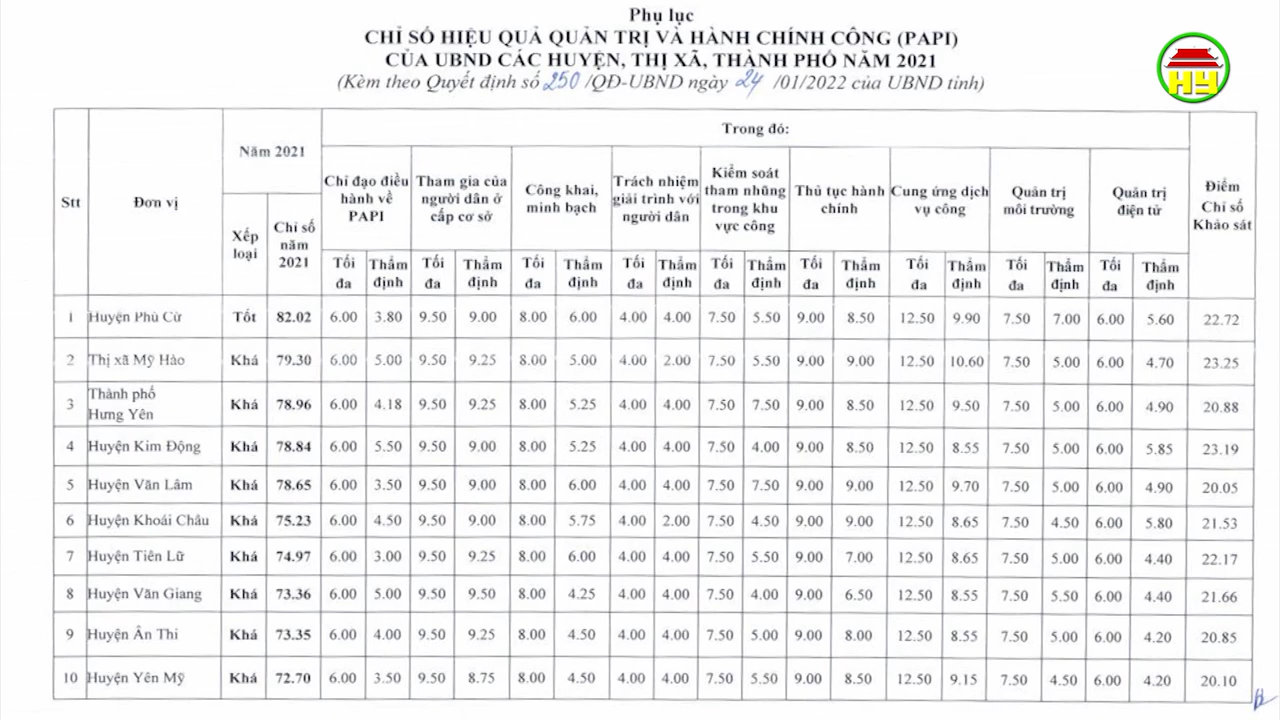 Phụ lục
CHỈ SỐ HIỆU QUẢ QUẢN TRỊ VÀ HÀNH CHÍNH CÔNG (PAPI)
CỦA UBND CÁC HUYỆN, THỊ XÃ, THÀNH PHỐ NĂM 2021
(Kèm theo Quyết định số 250 /QĐ-UBND ngày 24 /01/2022 của UBND tỉnh)
HY
Stt Đơn vị Năm 2021 Trong đó: Điểm Chỉ số Khảo sát
Xếp loại Chỉ số năm 2021
Chỉ đạo điều hành về PAPI Tham gia của người dân ở cấp cơ sở Công khai, minh bạch Trách nhiệm giải trình với người dân Kiểm soát tham nhũng trong khu vực công Thủ tục hành chính Cung ứng dịch vụ công Quản trị môi trường Quản trị điện tử
Tối đa Thẩm định Tối đa Thẩm định Tối đa Thẩm định Tối đa Thẩm định Tối đa Thẩm định Tối đa Thẩm định Tối đa Thẩm định Tối đa Thẩm định Tối đa Thẩm định
1 Huyện Phù Cừ Tốt 82.02 6.00 3.80 9.50 9.00 8.00 6.00 4.00 4.00 7.50 5.50 9.00 8.50 12.50 9.90 7.50 7.00 6.00 5.60 22.72
2 Thị xã Mỹ Hào Khá 79.30 6.00 5.00 9.50 9.25 8.00 5.00 4.00 2.00 7.50 5.50 9.00 9.00 12.50 10.60 7.50 5.00 6.00 4.70 23.25
3 Thành phố Hưng Yên Khá 78.96 6.00 4.18 9.50 9.25 8.00 5.25 4.00 4.00 7.50 7.50 9.00 8.50 12.50 9.50 7.50 5.00 6.00 4.90 20.88
4 Huyện Kim Động Khá 78.84 6.00 5.50 9.50 9.00 8.00 5.25 4.00 4.00 7.50 4.00 9.00 8.50 12.50 8.55 7.50 5.00 6.00 5.85 23.19
5 Huyện Văn Lâm Khá 78.65 6.00 3.50 9.50 9.00 8.00 6.00 4.00 4.00 7.50 7.50 9.00 9.00 12.50 9.70 7.50 5.00 6.00 4.90 20.05
6 Huyện Khoái Châu Khá 75.23 6.00 4.50 9.50 9.00 8.00 5.75 4.00 2.00 7.50 4.50 9.00 9.00 12.50 8.65 7.50 4.50 6.00 5.80 21.53
7 Huyện Tiên Lữ Khá 74.97 6.00 3.00 9.50 9.25 8.00 6.00 4.00 4.00 7.50 5.50 9.00 7.00 12.50 8.65 7.50 5.00 6.00 4.40 22.17
8 Huyện Văn Giang Khá 73.36 6.00 5.00 9.50 9.50 8.00 4.25 4.00 4.00 7.50 4.00 9.00 6.50 12.50 8.55 7.50 5.50 6.00 4.40 21.66
9 Huyện Ân Thi Khá 73.35 6.00 4.00 9.50 9.25 8.00 4.50 4.00 4.00 7.50 5.00 9.00 8.00 12.50 8.55 7.50 5.00 6.00 4.20 20.85
10 Huyện Yên Mỹ Khá 72.70 6.00 3.50 9.50 8.75 8.00 4.50 4.00 4.00 7.50 5.50 9.00 8.50 12.50 9.15 7.50 4.50 6.00 4.20 20.10